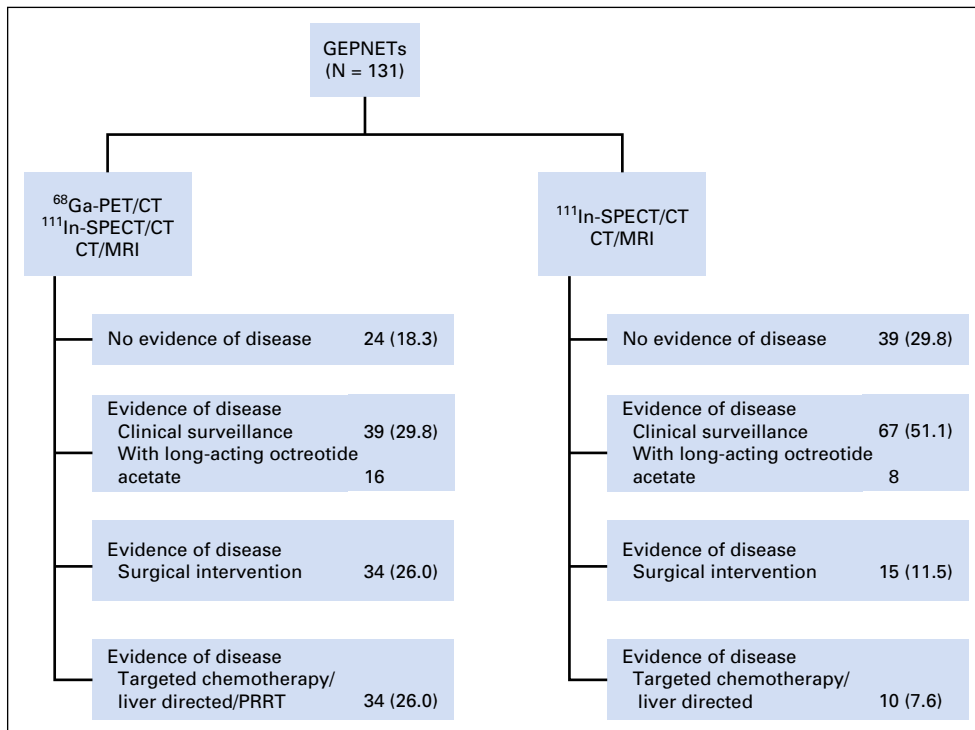 GEPNETs
(N = 131)
⁶⁸Ga-PET/CT
¹¹¹In-SPECT/CT
CT/MRI
No evidence of disease 24 (18.3)
Evidence of disease
Clinical surveillance 39 (29.8)
With long-acting octreotide
acetate 16
Evidence of disease
Surgical intervention 34 (26.0)
Evidence of disease
Targeted chemotherapy/
liver directed/PRRT 34 (26.0)
¹¹¹In-SPECT/CT
CT/MRI
No evidence of disease 39 (29.8)
Evidence of disease
Clinical surveillance 67 (51.1)
With long-acting octreotide
acetate 8
Evidence of disease
Surgical intervention 15 (11.5)
Evidence of disease
Targeted chemotherapy/
liver directed 10 (7.6)